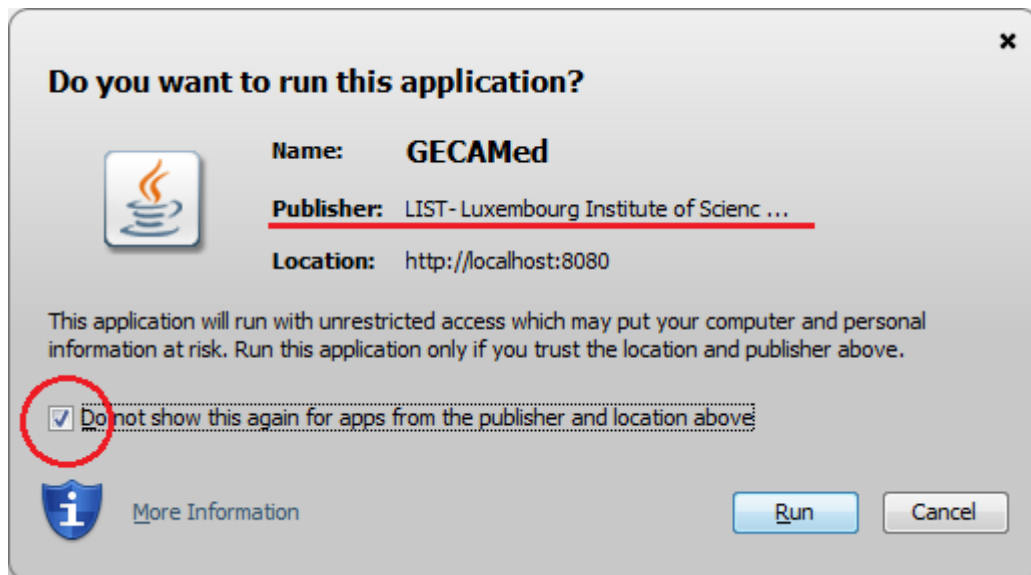 Do you want to run this application?
Name: GECAMed
Publisher: LIST-Luxembourg Institute of Scienc ...
Location: http://localhost:8080
This application will run with unrestricted access which may put your computer and personal
information at risk. Run this application only if you trust the location and publisher above.
Do not show this again for apps from the publisher and location above
More Information
Run
Cancel